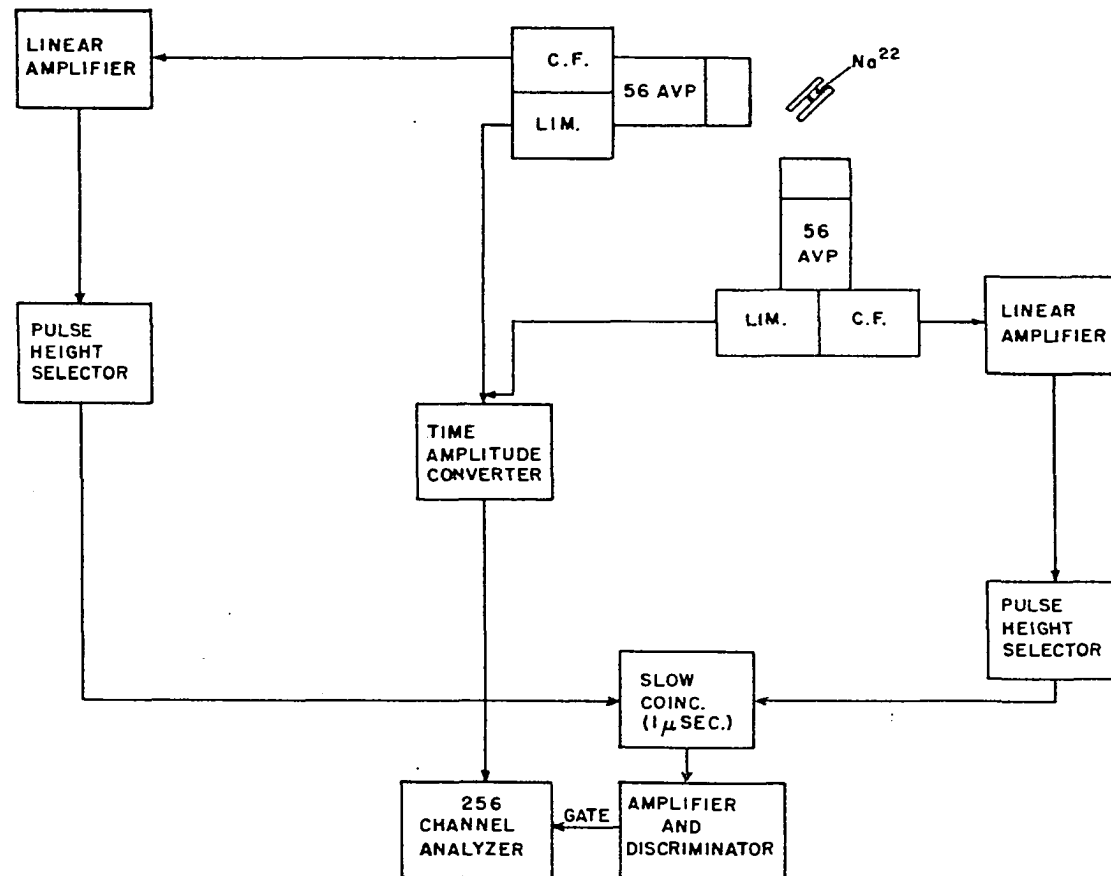 LINEAR
AMPLIFIER
C.F.
56 AVP
LIM.
Na²²
56
AVP
LIM.
C.F.
LINEAR
AMPLIFIER
PULSE
HEIGHT
SELECTOR
TIME
AMPLITUDE
CONVERTER
PULSE
HEIGHT
SELECTOR
SLOW
COINC.
(1 μ SEC.)
256
CHANNEL
ANALYZER
GATE
AMPLIFIER
AND
DISCRIMINATOR